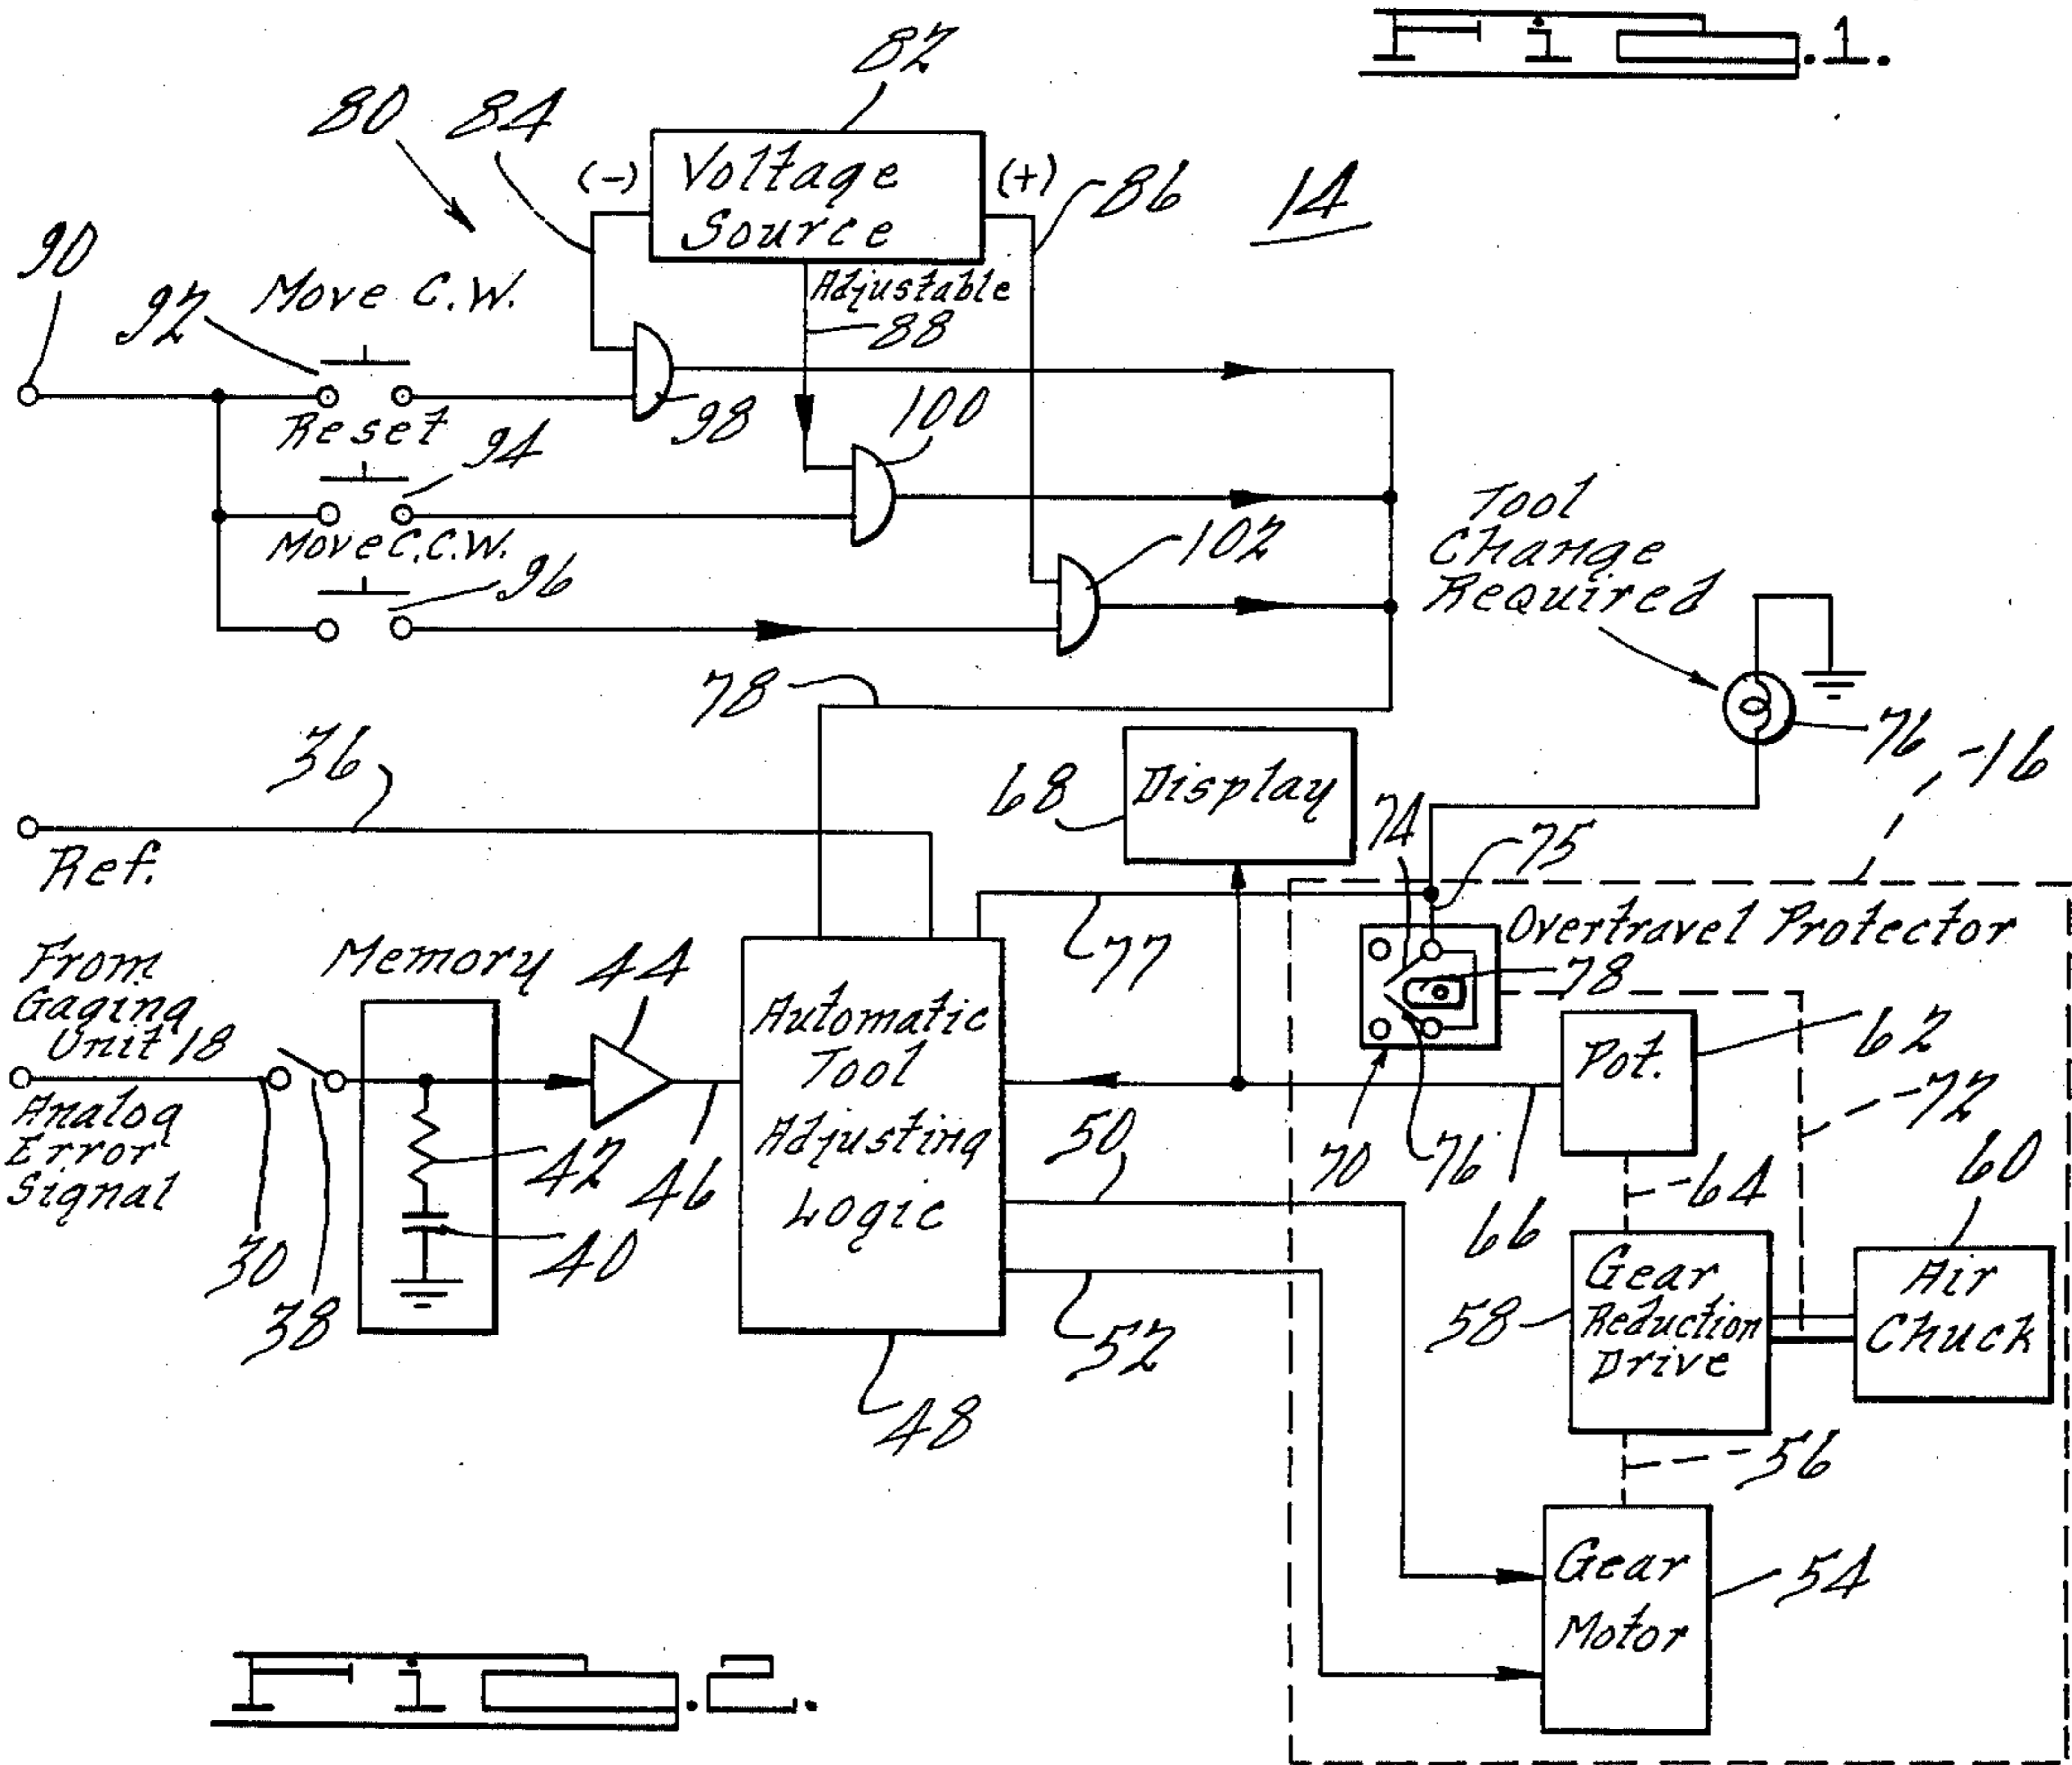 Fig. 1.
82
80
84
(-)
Voltage
Source
(+)
86
14
90
92
Move C.W.
Adjustable
88
98
100
Reset
94
Move C.C.W.
96
102
Tool
Change
Required
78
76
-16
36
Ref.
68
Display
74
75
77
Overtravel Protector
78
From
Gaging
Unit 18
Analog
Error
Signal
30
38
Memory
44
42
40
46
Automatic
Tool
Adjusting
Logic
48
50
52
70
76
66
Pot.
62
72
64
60
58
Gear
Reduction
Drive
Air
Chuck
56
Gear
Motor
54
Fig. 2.